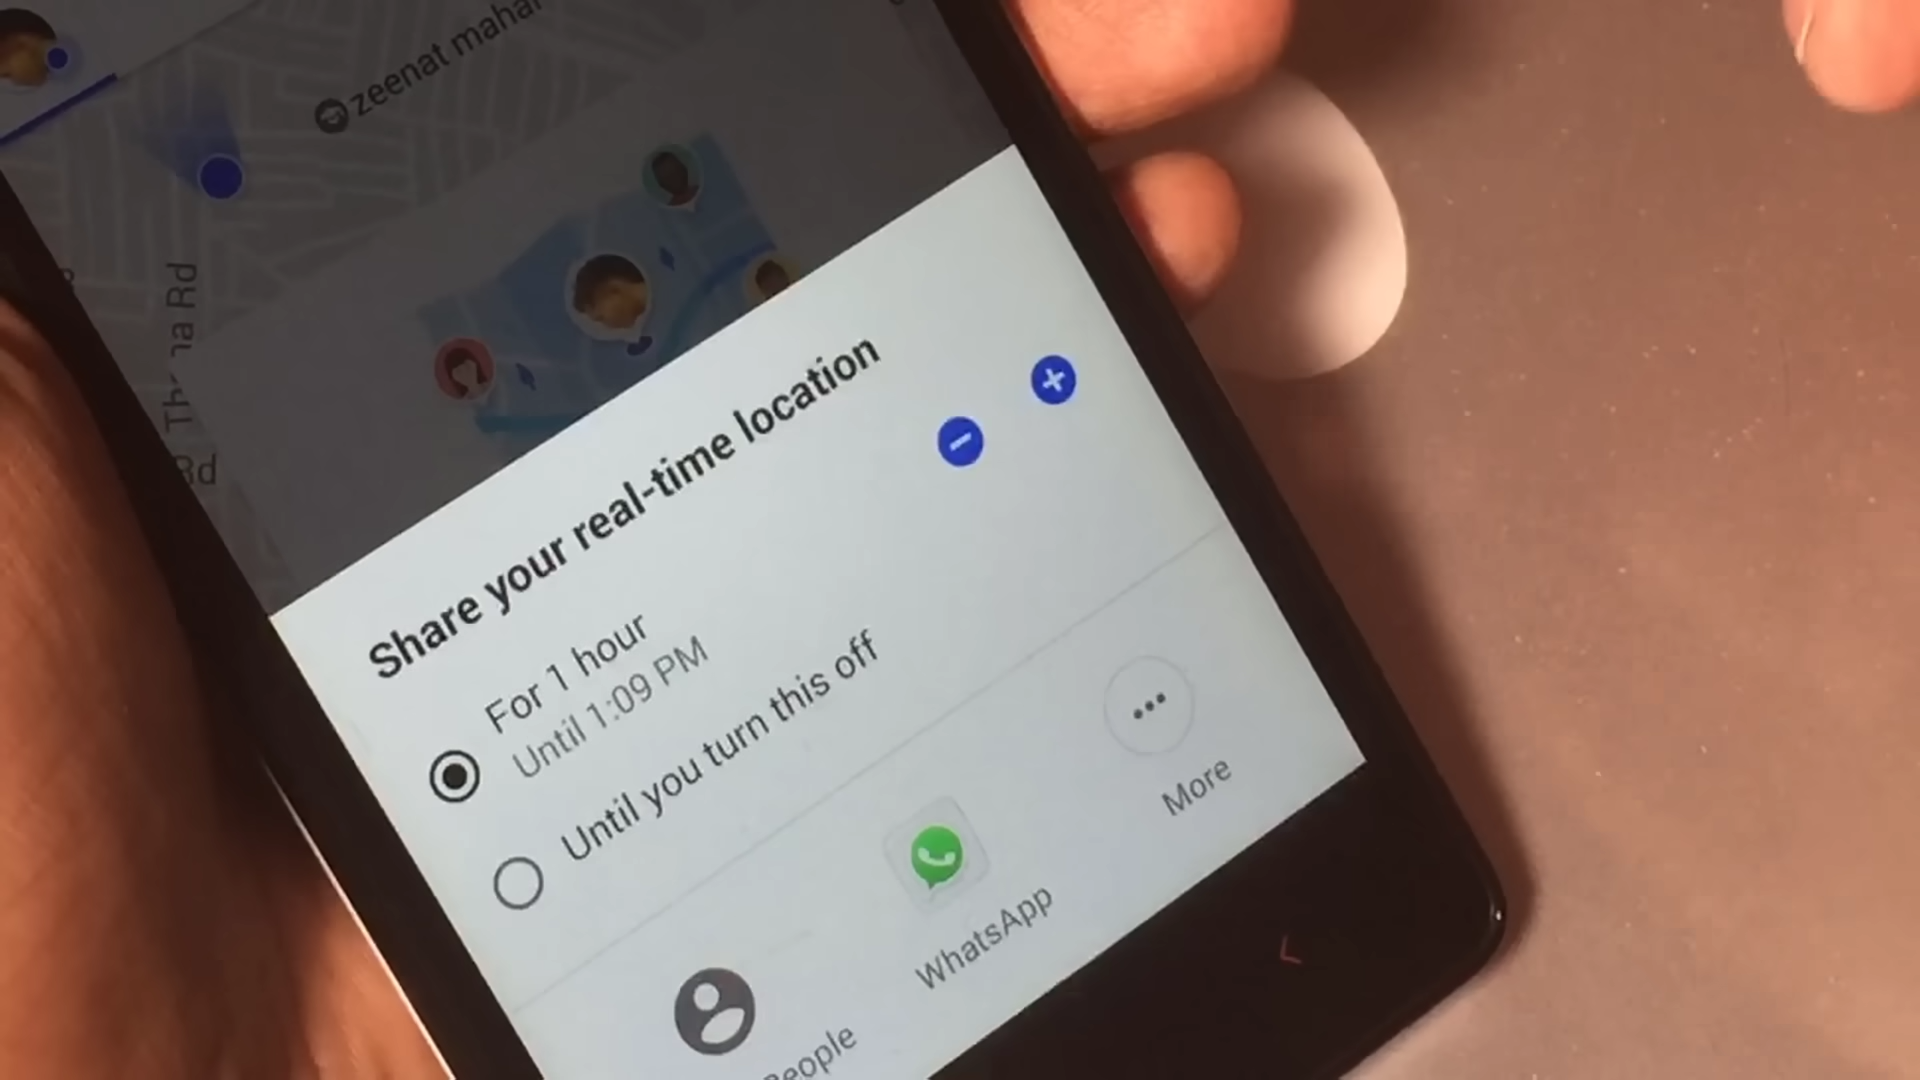 zeenat mahal
Rd
Share your real-time location
For 1 hour
Until 1:09 PM
Until you turn this off
People
WhatsApp
More